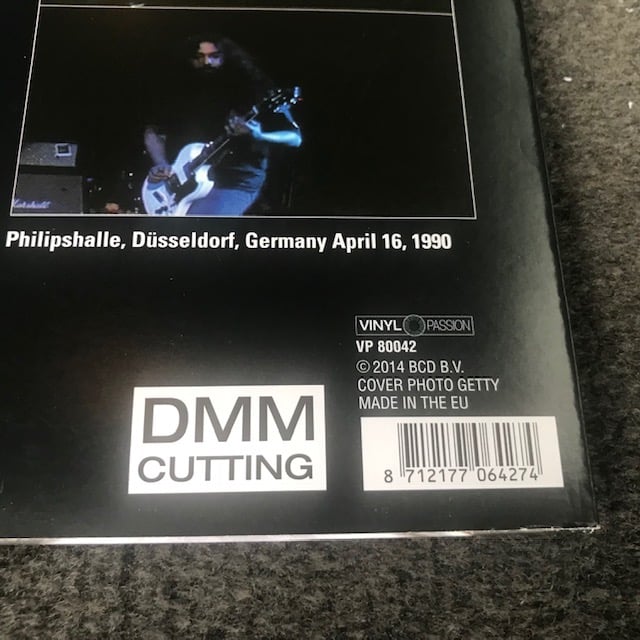 Marshall
Philipshalle, Düsseldorf, Germany April 16, 1990
VINYL PASSION
VP 80042
© 2014 BCD B.V.
COVER PHOTO GETTY
MADE IN THE EU
DMM
CUTTING
8 712177 064274